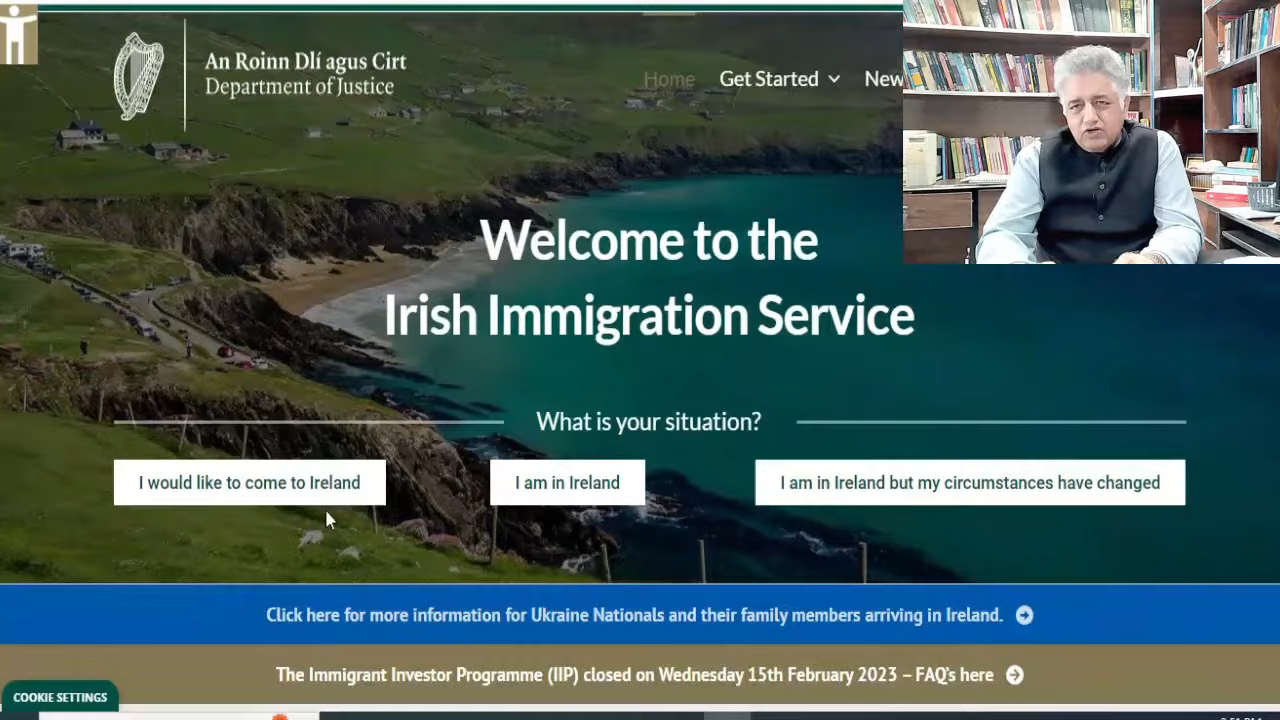 An Roinn Dlí agus Cirt
Department of Justice
Home
Get Started
New
Welcome to the
Irish Immigration Service
What is your situation?
I would like to come to Ireland
I am in Ireland
I am in Ireland but my circumstances have changed
Click here for more information for Ukraine Nationals and their family members arriving in Ireland.
The Immigrant Investor Programme (IIP) closed on Wednesday 15th February 2023 – FAQ's here
COOKIE SETTINGS